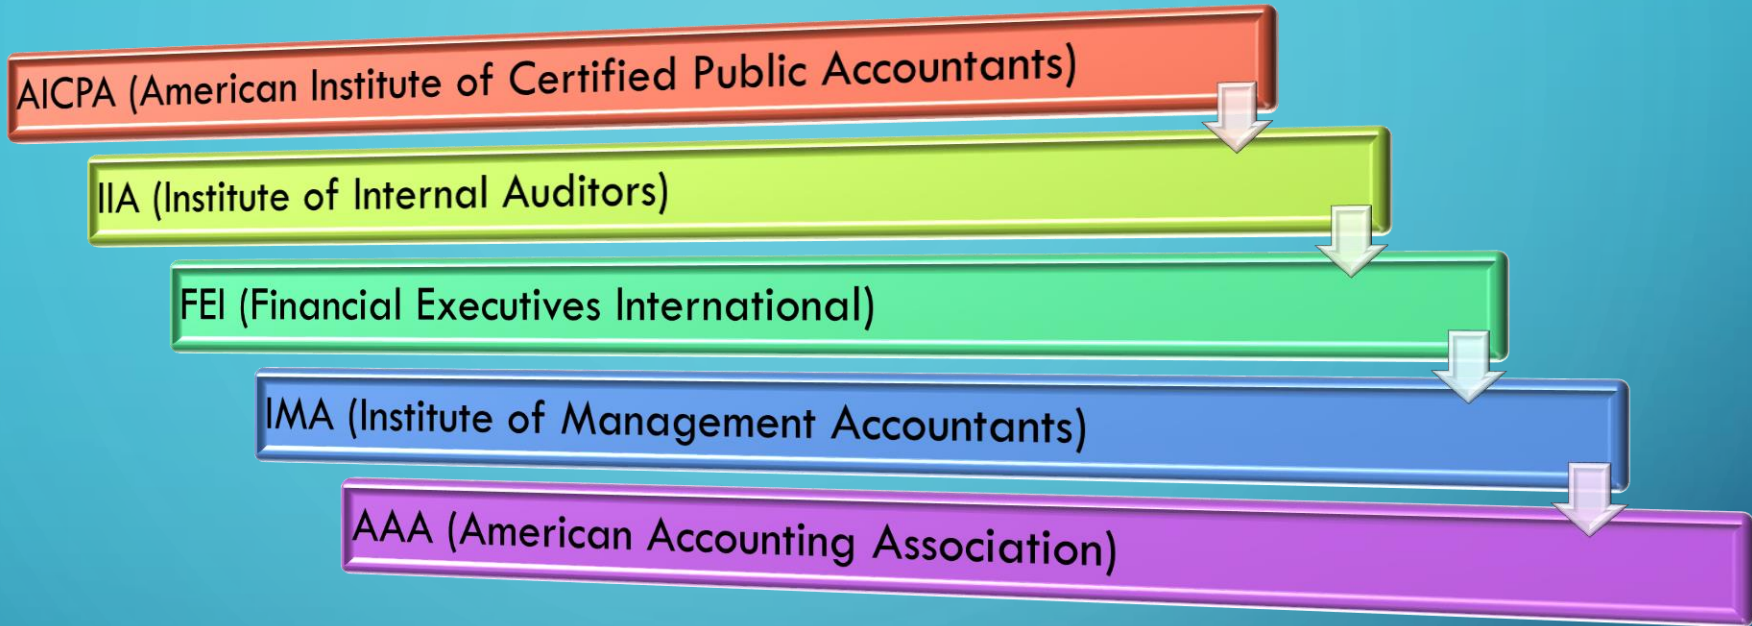 AICPA (American Institute of Certified Public Accountants)
IIA (Institute of Internal Auditors)
FEI (Financial Executives International)
IMA (Institute of Management Accountants)
AAA (American Accounting Association)